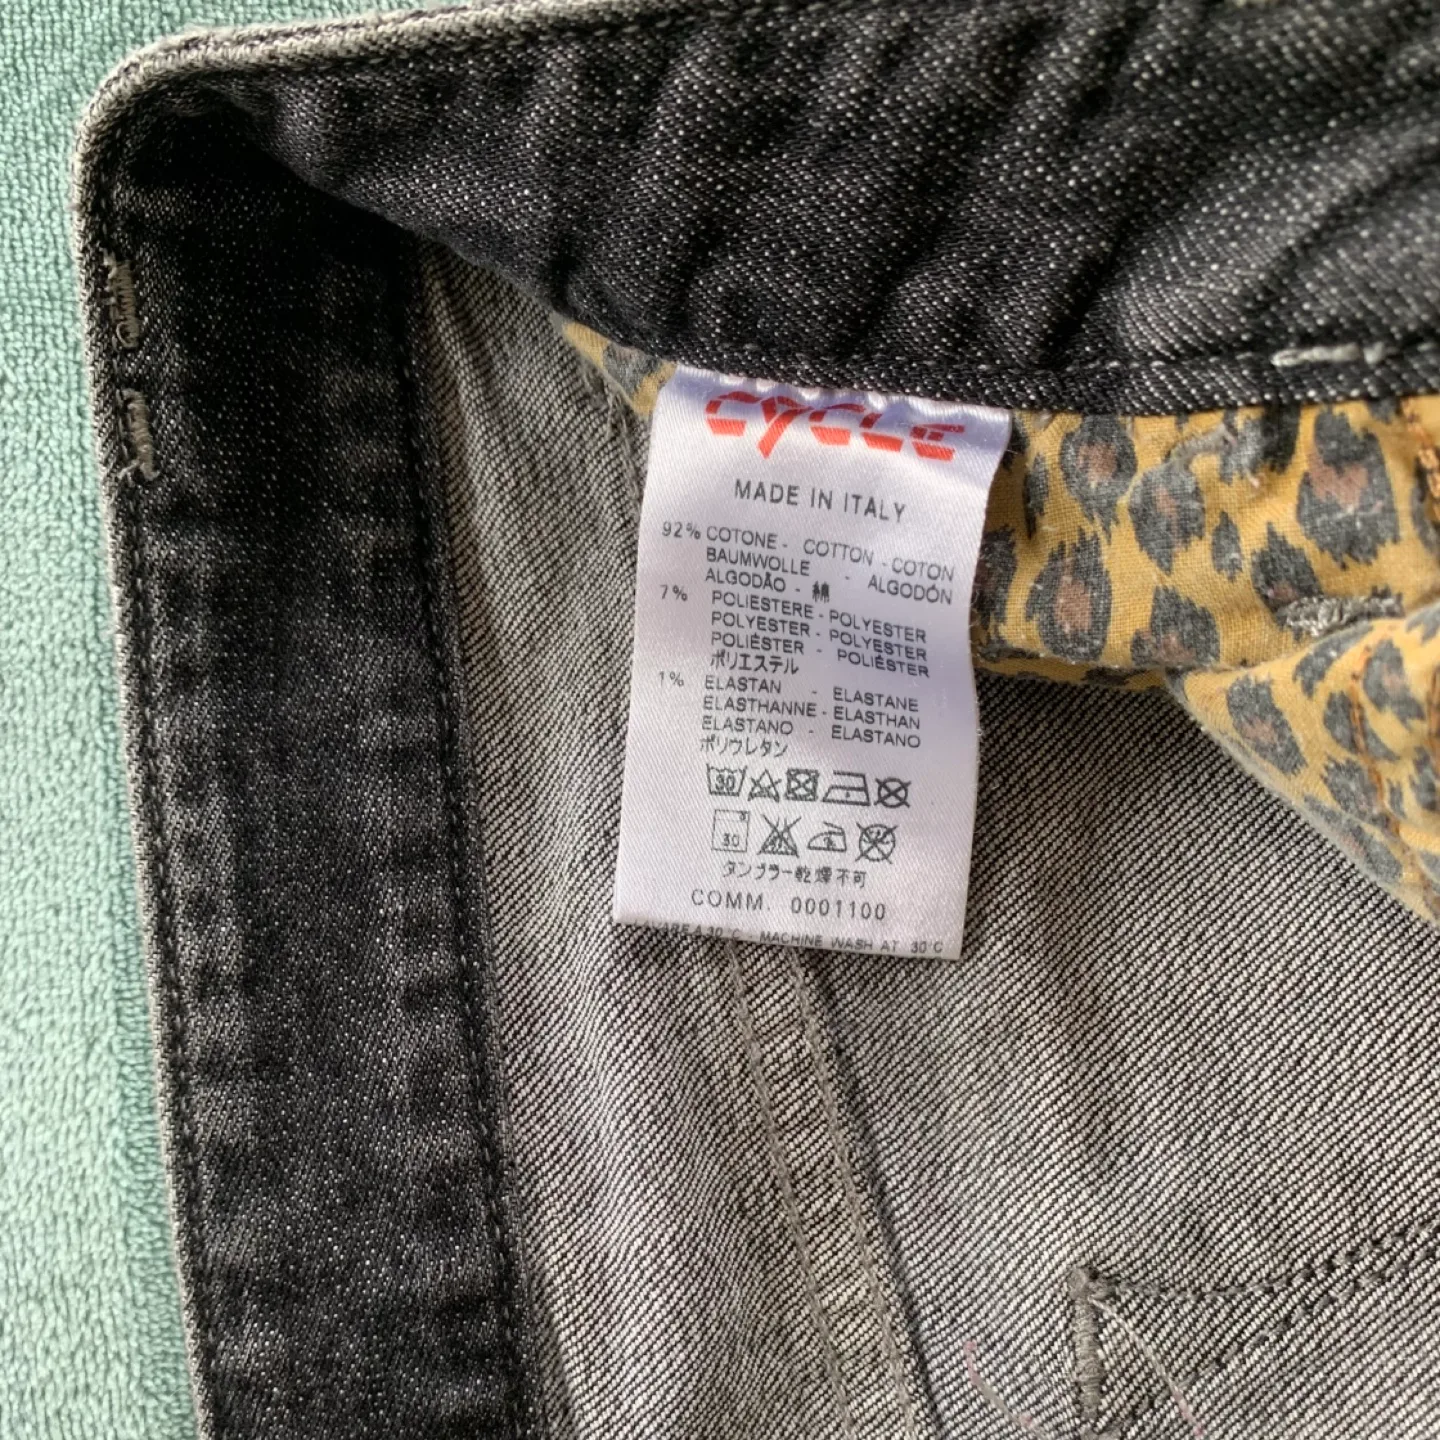 CYCLE
MADE IN ITALY
92% COTONE - COTTON - COTON
BAUMWOLLE - ALGODÓN
ALGODÃO - 綿
7% POLIESTERE - POLYESTER
POLYESTER - POLYESTER
POLIÉSTER - POLIÉSTER
ポリエステル
1% ELASTAN - ELASTANE
ELASTHANNE - ELASTHAN
ELASTANO - ELASTANO
ポリウレタン
30
30
タンブラー乾燥不可
COMM. 0001100
A 30°C - MACHINE WASH AT 30°C